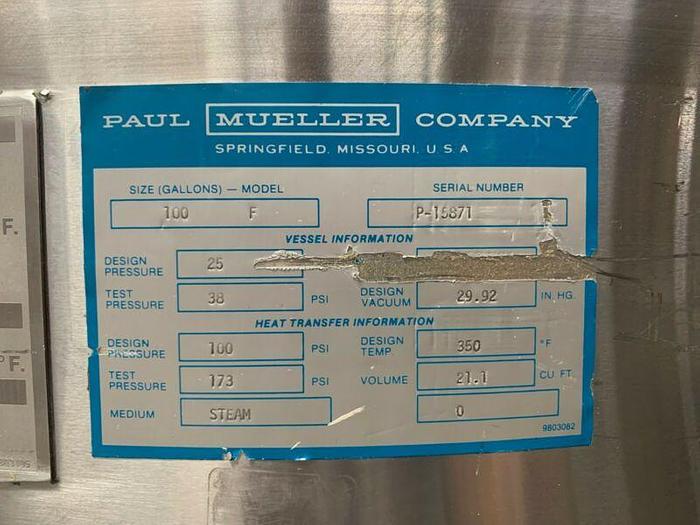 PAUL MUELLER COMPANY
SPRINGFIELD, MISSOURI, U.S.A
SIZE (GALLONS) — MODEL SERIAL NUMBER
100 F P-15871
VESSEL INFORMATION
DESIGN PRESSURE 25
TEST PRESSURE 38 PSI DESIGN VACUUM 29.92 IN. HG.
HEAT TRANSFER INFORMATION
DESIGN PRESSURE 100 PSI DESIGN TEMP 350 °F
TEST PRESSURE 173 PSI VOLUME 21.1 CU FT.
MEDIUM STEAM 0
9803082
F.
°F.